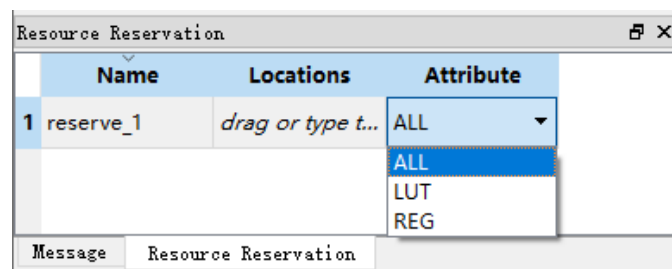 Resource Reservation
Name Locations Attribute
1 reserve_1 drag or type t... ALL
ALL
LUT
REG
Message Resource Reservation